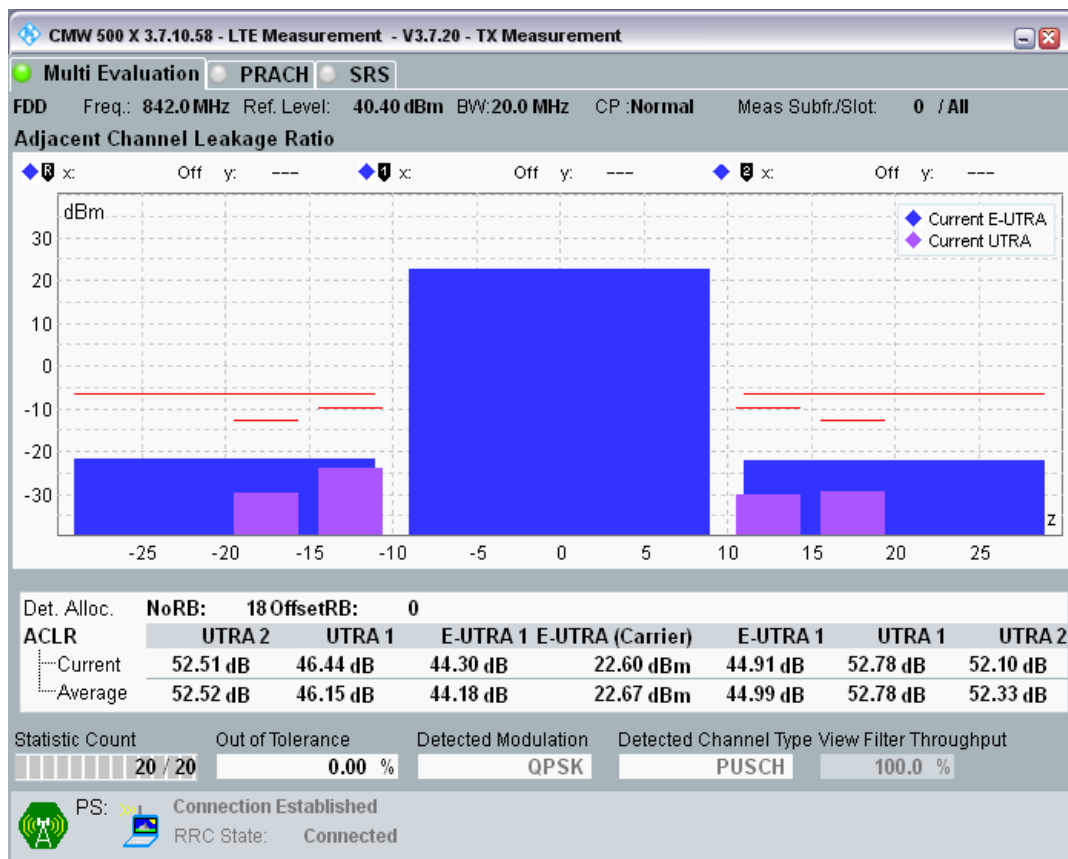 CMW 500 X 3.7.10.58 - LTE Measurement - V3.7.20 - TX Measurement
Multi Evaluation PRACH SRS
FDD Freq.: 842.0 MHz Ref. Level: 40.40 dBm BW: 20.0 MHz CP : Normal Meas Subfr./Slot: 0 / All
Adjacent Channel Leakage Ratio
R x: Off y: --- 1 x: Off y: --- 2 x: Off y: ---
dBm
Current E-UTRA
Current UTRA
30
20
10
0
-10
-20
-30
z
-25 -20 -15 -10 -5 0 5 10 15 20 25
Det. Alloc. NoRB: 18 OffsetRB: 0
ACLR UTRA 2 UTRA 1 E-UTRA 1 E-UTRA (Carrier) E-UTRA 1 UTRA 1 UTRA 2
Current 52.51 dB 46.44 dB 44.30 dB 22.60 dBm 44.91 dB 52.78 dB 52.10 dB
Average 52.52 dB 46.15 dB 44.18 dB 22.67 dBm 44.99 dB 52.78 dB 52.33 dB
Statistic Count Out of Tolerance Detected Modulation Detected Channel Type View Filter Throughput
20 / 20 0.00 % QPSK PUSCH 100.0 %
PS: Connection Established
RRC State: Connected